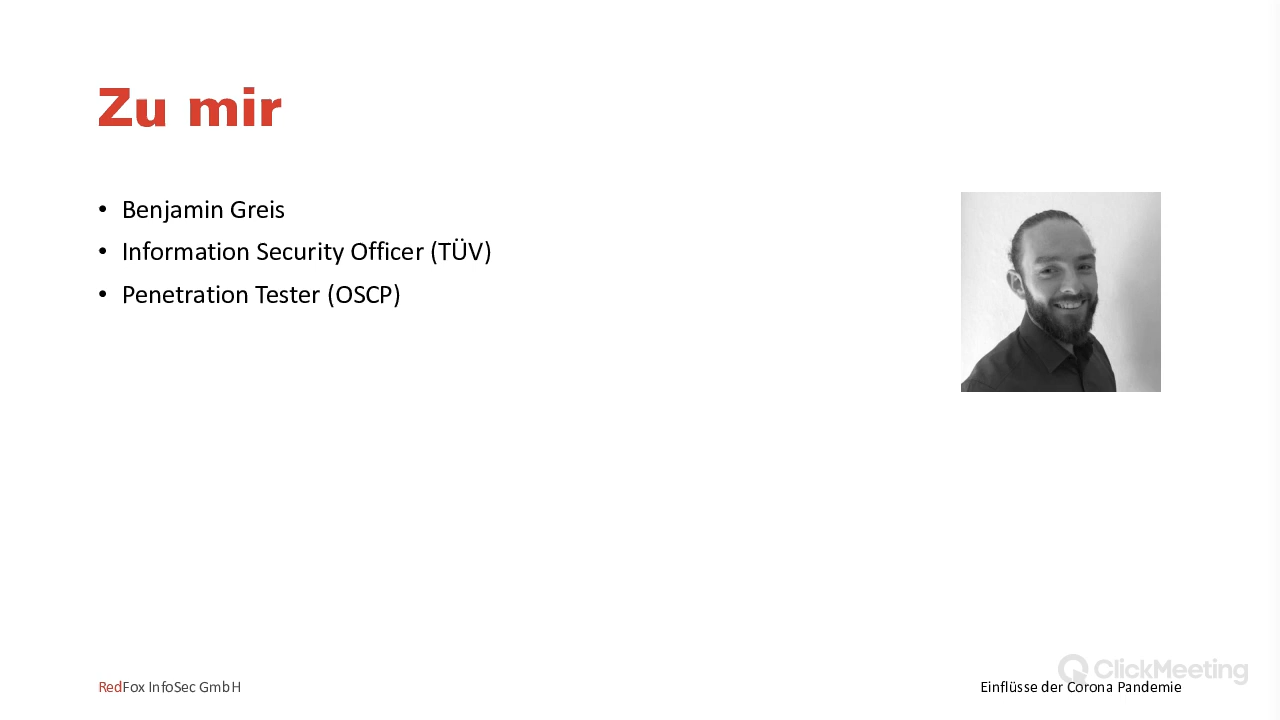 Zu mir
• Benjamin Greis
• Information Security Officer (TÜV)
• Penetration Tester (OSCP)
ClickMeeting
RedFox InfoSec GmbH
Einflüsse der Corona Pandemie